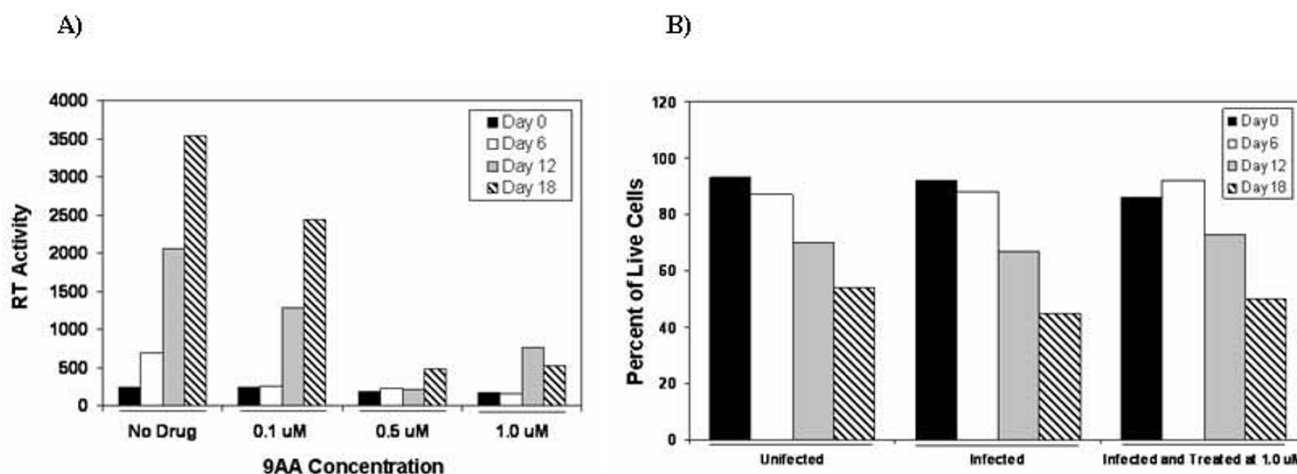 A)
B)
RT Activity
4000
3500
3000
2500
2000
1500
1000
500
0
Day 0
Day 6
Day 12
Day 18
No Drug
0.1 uM
0.5 uM
1.0 uM
9AA Concentration
Percent of Live Cells
120
100
80
60
40
20
0
Day 0
Day 6
Day 12
Day 18
Unifected
Infected
Infected and Treated at 1.0 uM